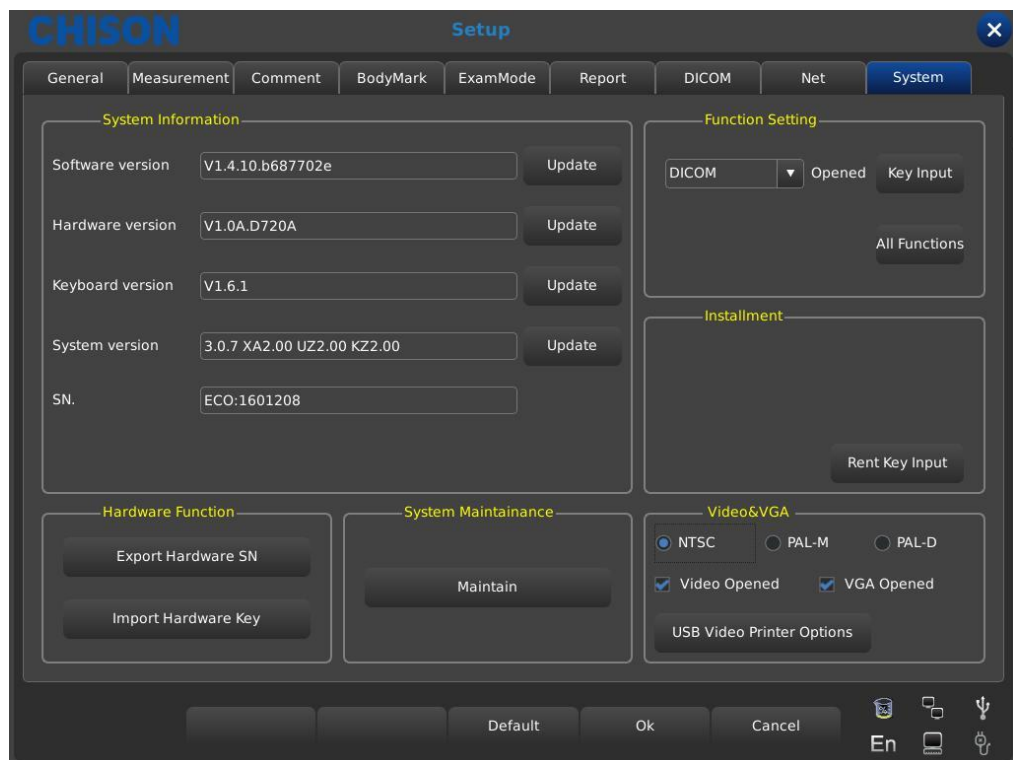 CHISON
Setup
General Measurement Comment BodyMark ExamMode Report DICOM Net System
System Information
Software version V1.4.10.b687702e Update
Hardware version V1.0A.D720A Update
Keyboard version V1.6.1 Update
System version 3.0.7 XA2.00 UZ2.00 KZ2.00 Update
SN. ECO:1601208
Function Setting
DICOM Opened Key Input
All Functions
Installment
Rent Key Input
Hardware Function
Export Hardware SN
Import Hardware Key
System Maintainance
Maintain
Video&VGA
NTSC PAL-M PAL-D
Video Opened VGA Opened
USB Video Printer Options
Default Ok Cancel
En